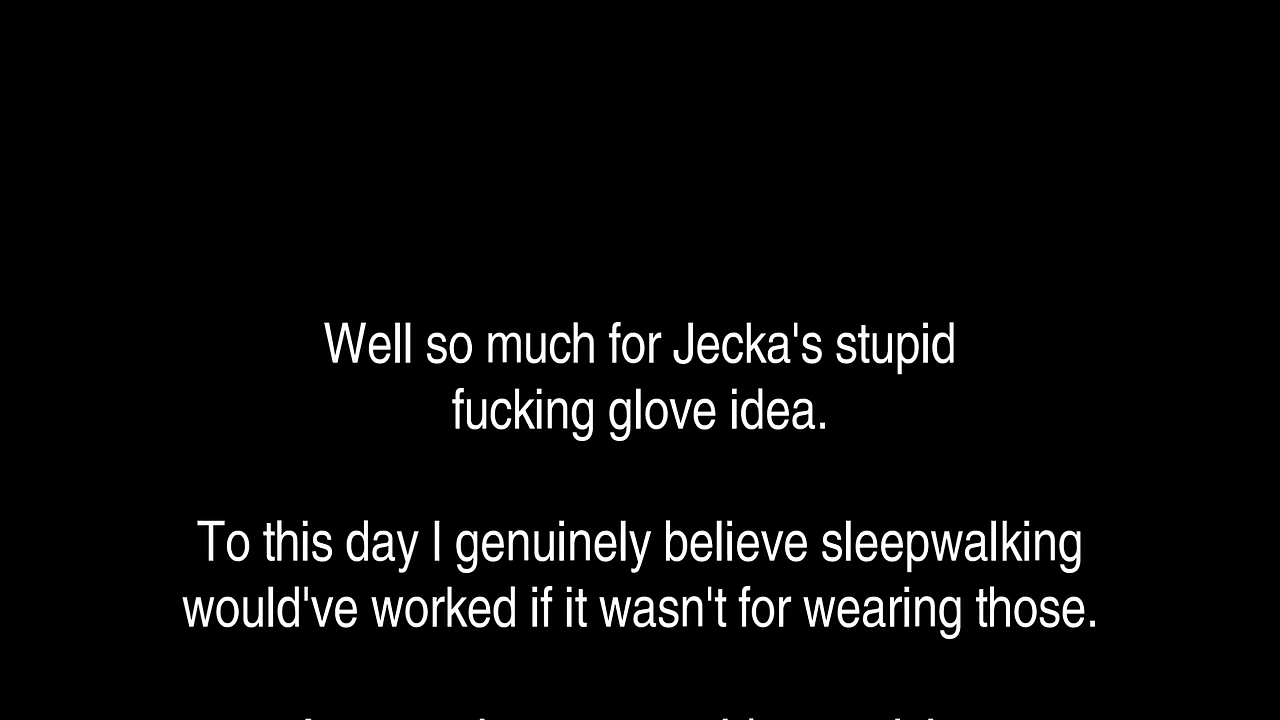 Well so much for Jecka's stupid
fucking glove idea.
To this day I genuinely believe sleepwalking
would've worked if it wasn't for wearing those.